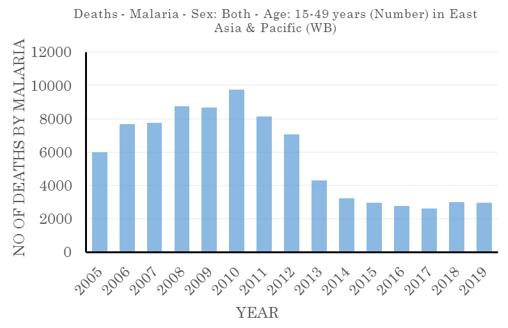 Deaths - Malaria - Sex: Both - Age: 15-49 years (Number) in East
Asia & Pacific (WB)
NO OF DEATHS BY MALARIA
12000
10000
8000
6000
4000
2000
0
2005 2006 2007 2008 2009 2010 2011 2012 2013 2014 2015 2016 2017 2018 2019
YEAR